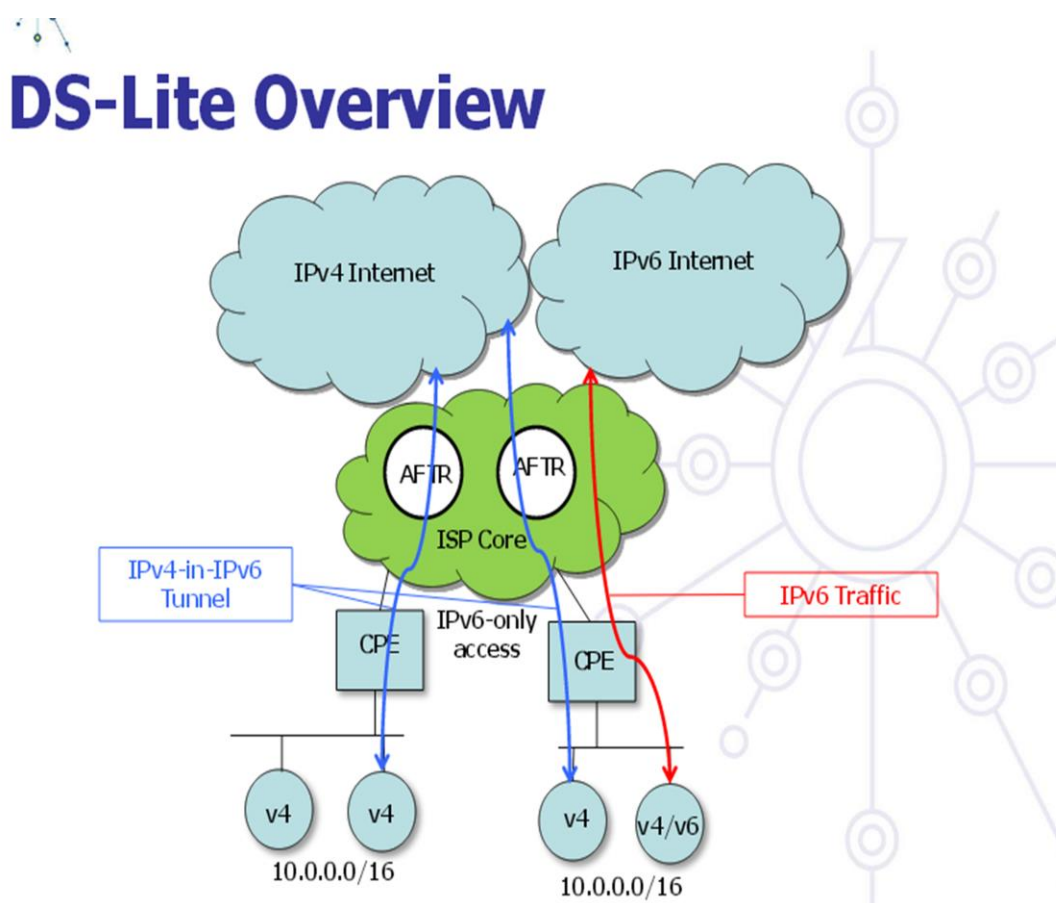 DS-Lite Overview
IPv4 Internet
IPv6 Internet
AFTR
AFTR
ISP Core
IPv4-in-IPv6
Tunnel
IPv6-only
access
IPv6 Traffic
CPE
CPE
v4
v4
v4
v4/v6
10.0.0.0/16
10.0.0.0/16